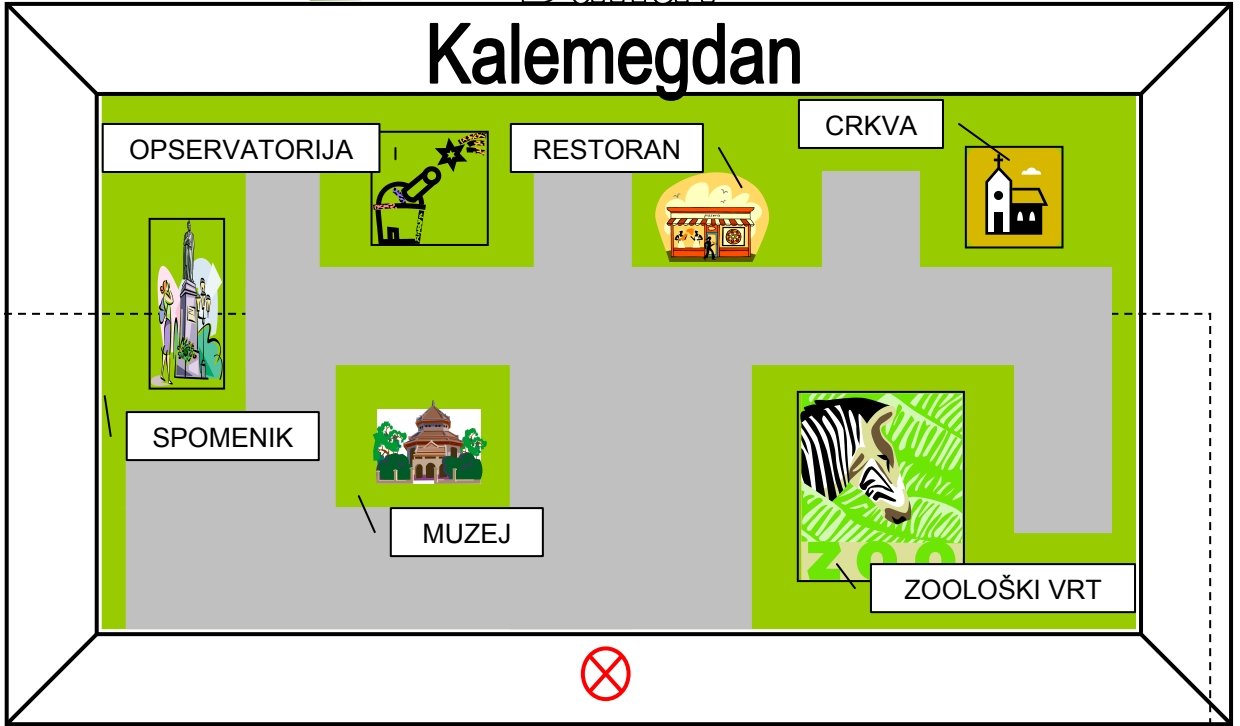 Kalemegdan
OPSERVATORIJA
RESTORAN
CRKVA
SPOMENIK
MUZEJ
ZOO
ZOOLOŠKI VRT